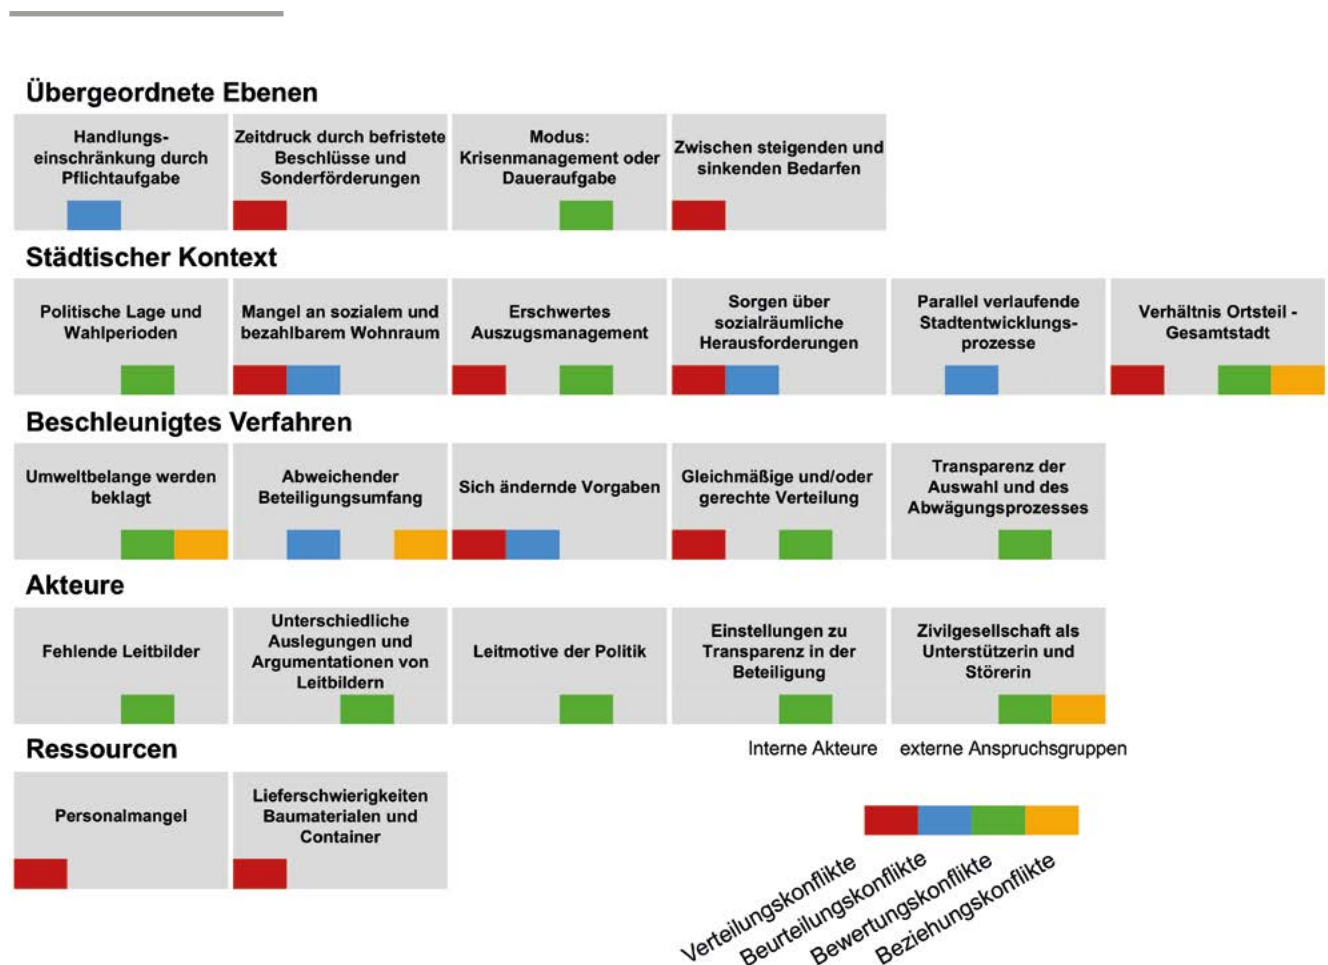 Übergeordnete Ebenen
Handlungs-
einschränkung durch
Pflichtaufgabe
Zeitdruck durch befristete
Beschlüsse und
Sonderförderungen
Modus:
Krisenmanagement oder
Daueraufgabe
Zwischen steigenden und
sinkenden Bedarfen
Städtischer Kontext
Politische Lage und
Wahlperioden
Mangel an sozialem und
bezahlbarem Wohnraum
Erschwertes
Auszugsmanagement
Sorgen über
sozialräumliche
Herausforderungen
Parallel verlaufende
Stadtentwicklungs-
prozesse
Verhältnis Ortsteil -
Gesamtstadt
Beschleunigtes Verfahren
Umweltbelange werden
beklagt
Abweichender
Beteiligungsumfang
Sich ändernde Vorgaben
Gleichmäßige und/oder
gerechte Verteilung
Transparenz der
Auswahl und des
Abwägungsprozesses
Akteure
Fehlende Leitbilder
Unterschiedliche
Auslegungen und
Argumentationen von
Leitbildern
Leitmotive der Politik
Einstellungen zu
Transparenz in der
Beteiligung
Zivilgesellschaft als
Unterstützerin und
Störerin
Ressourcen
Personalmangel
Lieferschwierigkeiten
Baumaterialen und
Container
Interne Akteure
externe Anspruchsgruppen
Verteilungskonflikte
Beurteilungskonflikte
Bewertungskonflikte
Beziehungskonflikte